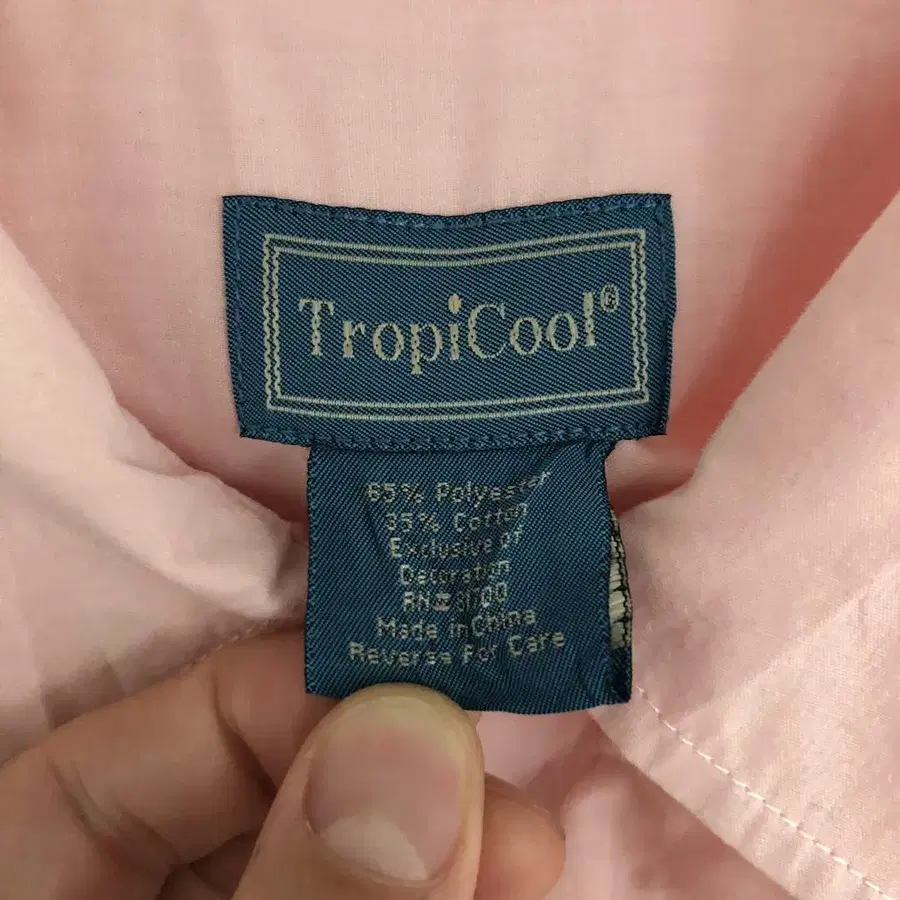 TropiCool®
65% Polyester
35% Cotton
Exclusive of
Decoration
Made in China
Reverse For Care